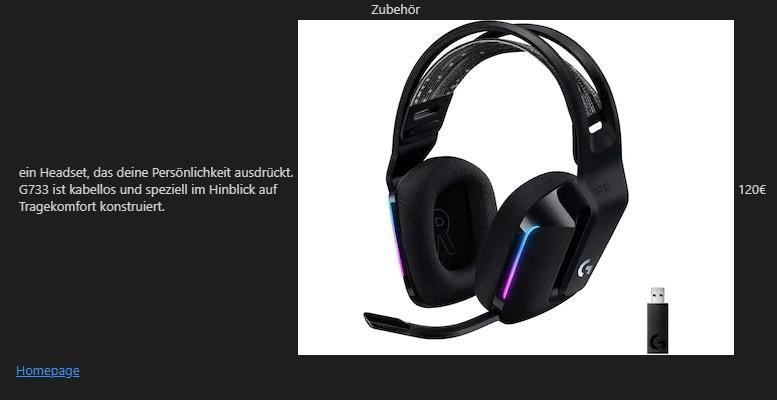 Zubehör
ein Headset, das deine Persönlichkeit ausdrückt.
G733 ist kabellos und speziell im Hinblick auf
Tragekomfort konstruiert.
R
G733
G
G
120€
Homepage